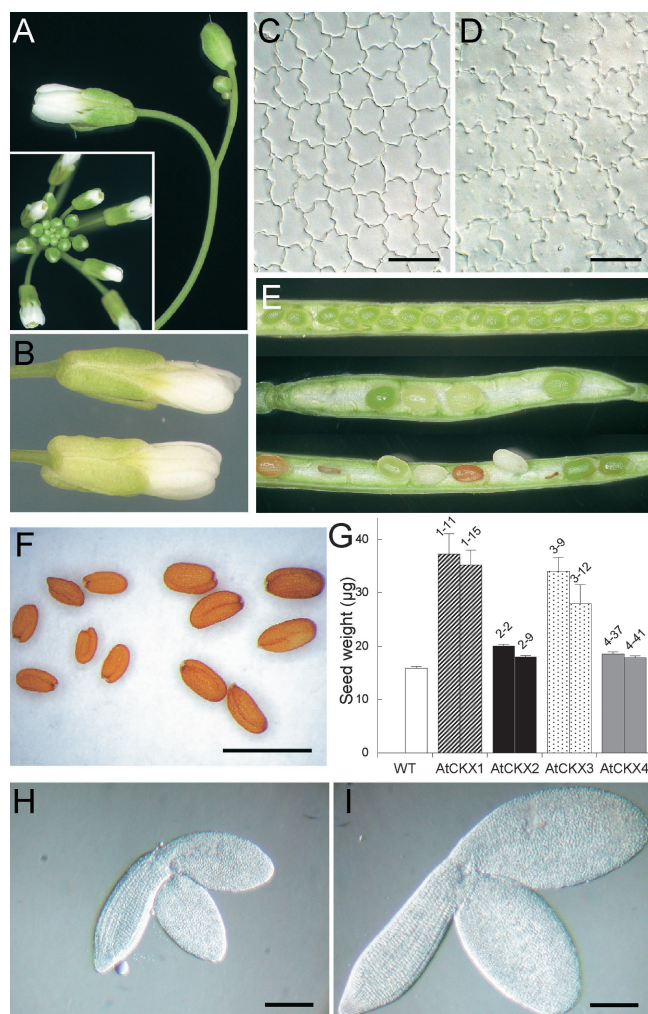 A
B
C
D
E
F
G
Seed weight (µg)
40
30
20
10
0
1-11
1-15
2-2
2-9
3-9
3-12
4-37
4-41
WT
AtCKX1
AtCKX2
AtCKX3
AtCKX4
H
I